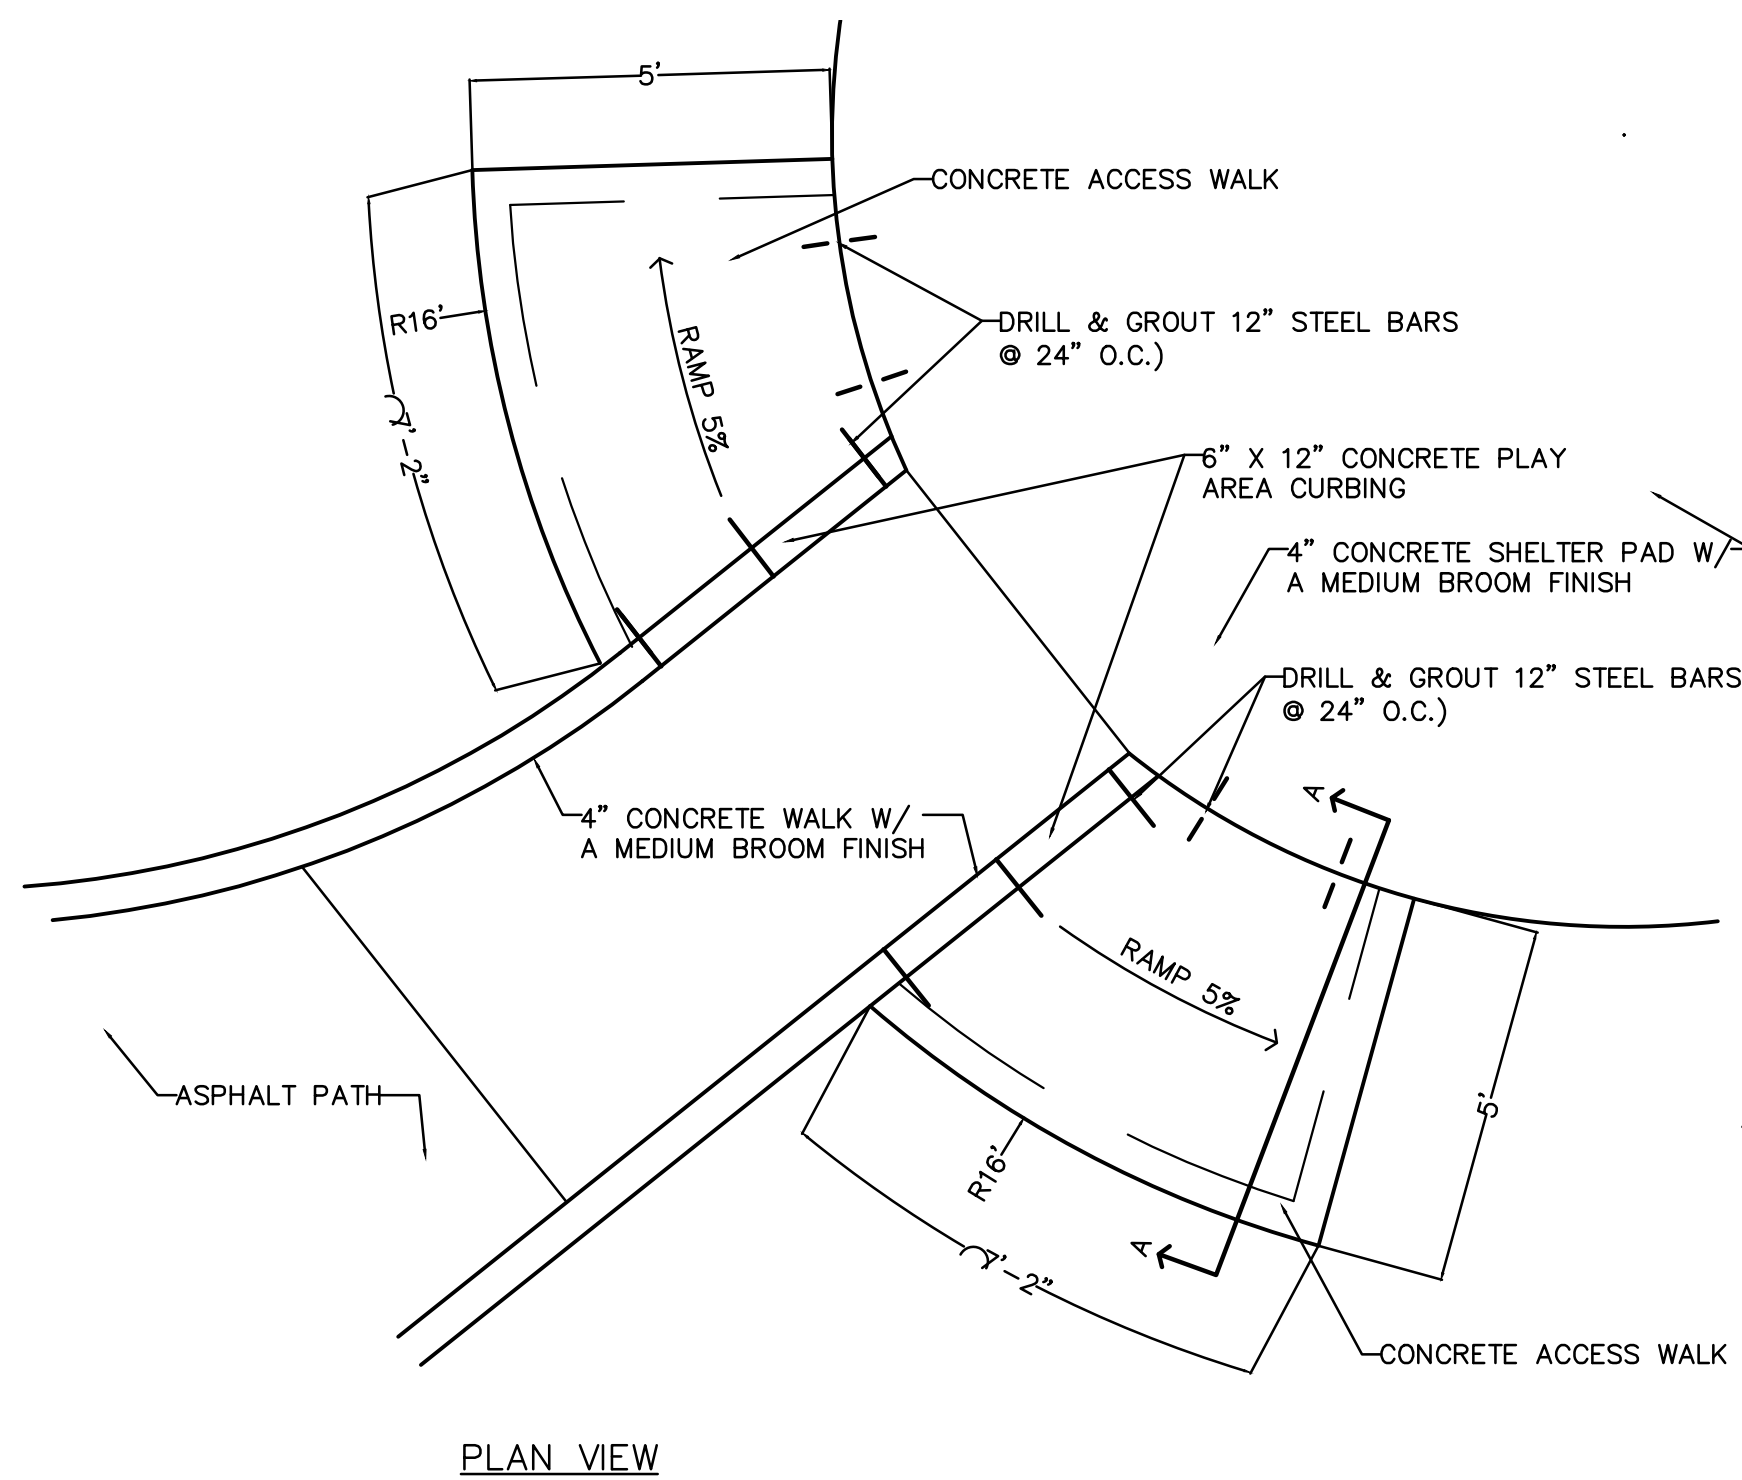 5'
CONCRETE ACCESS WALK
R16'
RAMP 5%
DRILL & GROUT 12” STEEL BARS
@ 24” O.C.)
7'-2”
6” X 12” CONCRETE PLAY
AREA CURBING
4” CONCRETE SHELTER PAD W/
A MEDIUM BROOM FINISH
DRILL & GROUT 12” STEEL BARS
@ 24” O.C.)
A
4” CONCRETE WALK W/
A MEDIUM BROOM FINISH
RAMP 5%
ASPHALT PATH
5'
R16'
A
7'-2”
CONCRETE ACCESS WALK
PLAN VIEW